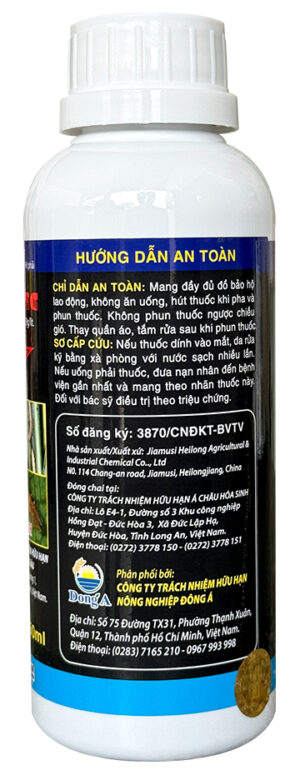 HƯỚNG DẪN AN TOÀN
CHỈ DẪN AN TOÀN: Mang đầy đủ đồ bảo hộ
lao động, không ăn uống, hút thuốc khi pha và
phun thuốc. Không phun thuốc ngược chiều
gió. Thay quần áo, tắm rửa sau khi phun thuốc.
SƠ CẤP CỨU: Nếu thuốc dính vào mắt, da rửa
kỹ bằng xà phòng với nước sạch nhiều lần.
Nếu uống phải thuốc, đưa nạn nhân đến bệnh
viện gần nhất và mang theo nhãn thuốc này.
Đối với bác sỹ điều trị theo triệu chứng.
Số đăng ký: 3870/CNĐKT-BVTV
Nhà sản xuất/Xuất xứ: Jiamusi Heilong Agricultural &
Industrial Chemical Co., Ltd
No. 114 Chang-an road, Jiamusi, Heilongjiang, China
Đóng chai tại:
CÔNG TY TRÁCH NHIỆM HỮU HẠN Á CHÂU HÓA SINH
Địa chỉ: Lô E4-1, Đường số 3 Khu công nghiệp
Hồng Đạt - Đức Hòa 3, Xã Đức Lập Hạ,
Huyện Đức Hòa, Tỉnh Long An, Việt Nam.
Điện thoại: (0272) 3778 150 - (0272) 3778 151
Đong A
Phân phối bởi:
CÔNG TY TRÁCH NHIỆM HỮU HẠN
NÔNG NGHIỆP ĐÔNG Á
Địa chỉ: Số 75 Đường TX31, Phường Thạnh Xuân,
Quận 12, Thành phố Hồ Chí Minh, Việt Nam.
Điện thoại: (0283) 7165 210 - 0967 993 998